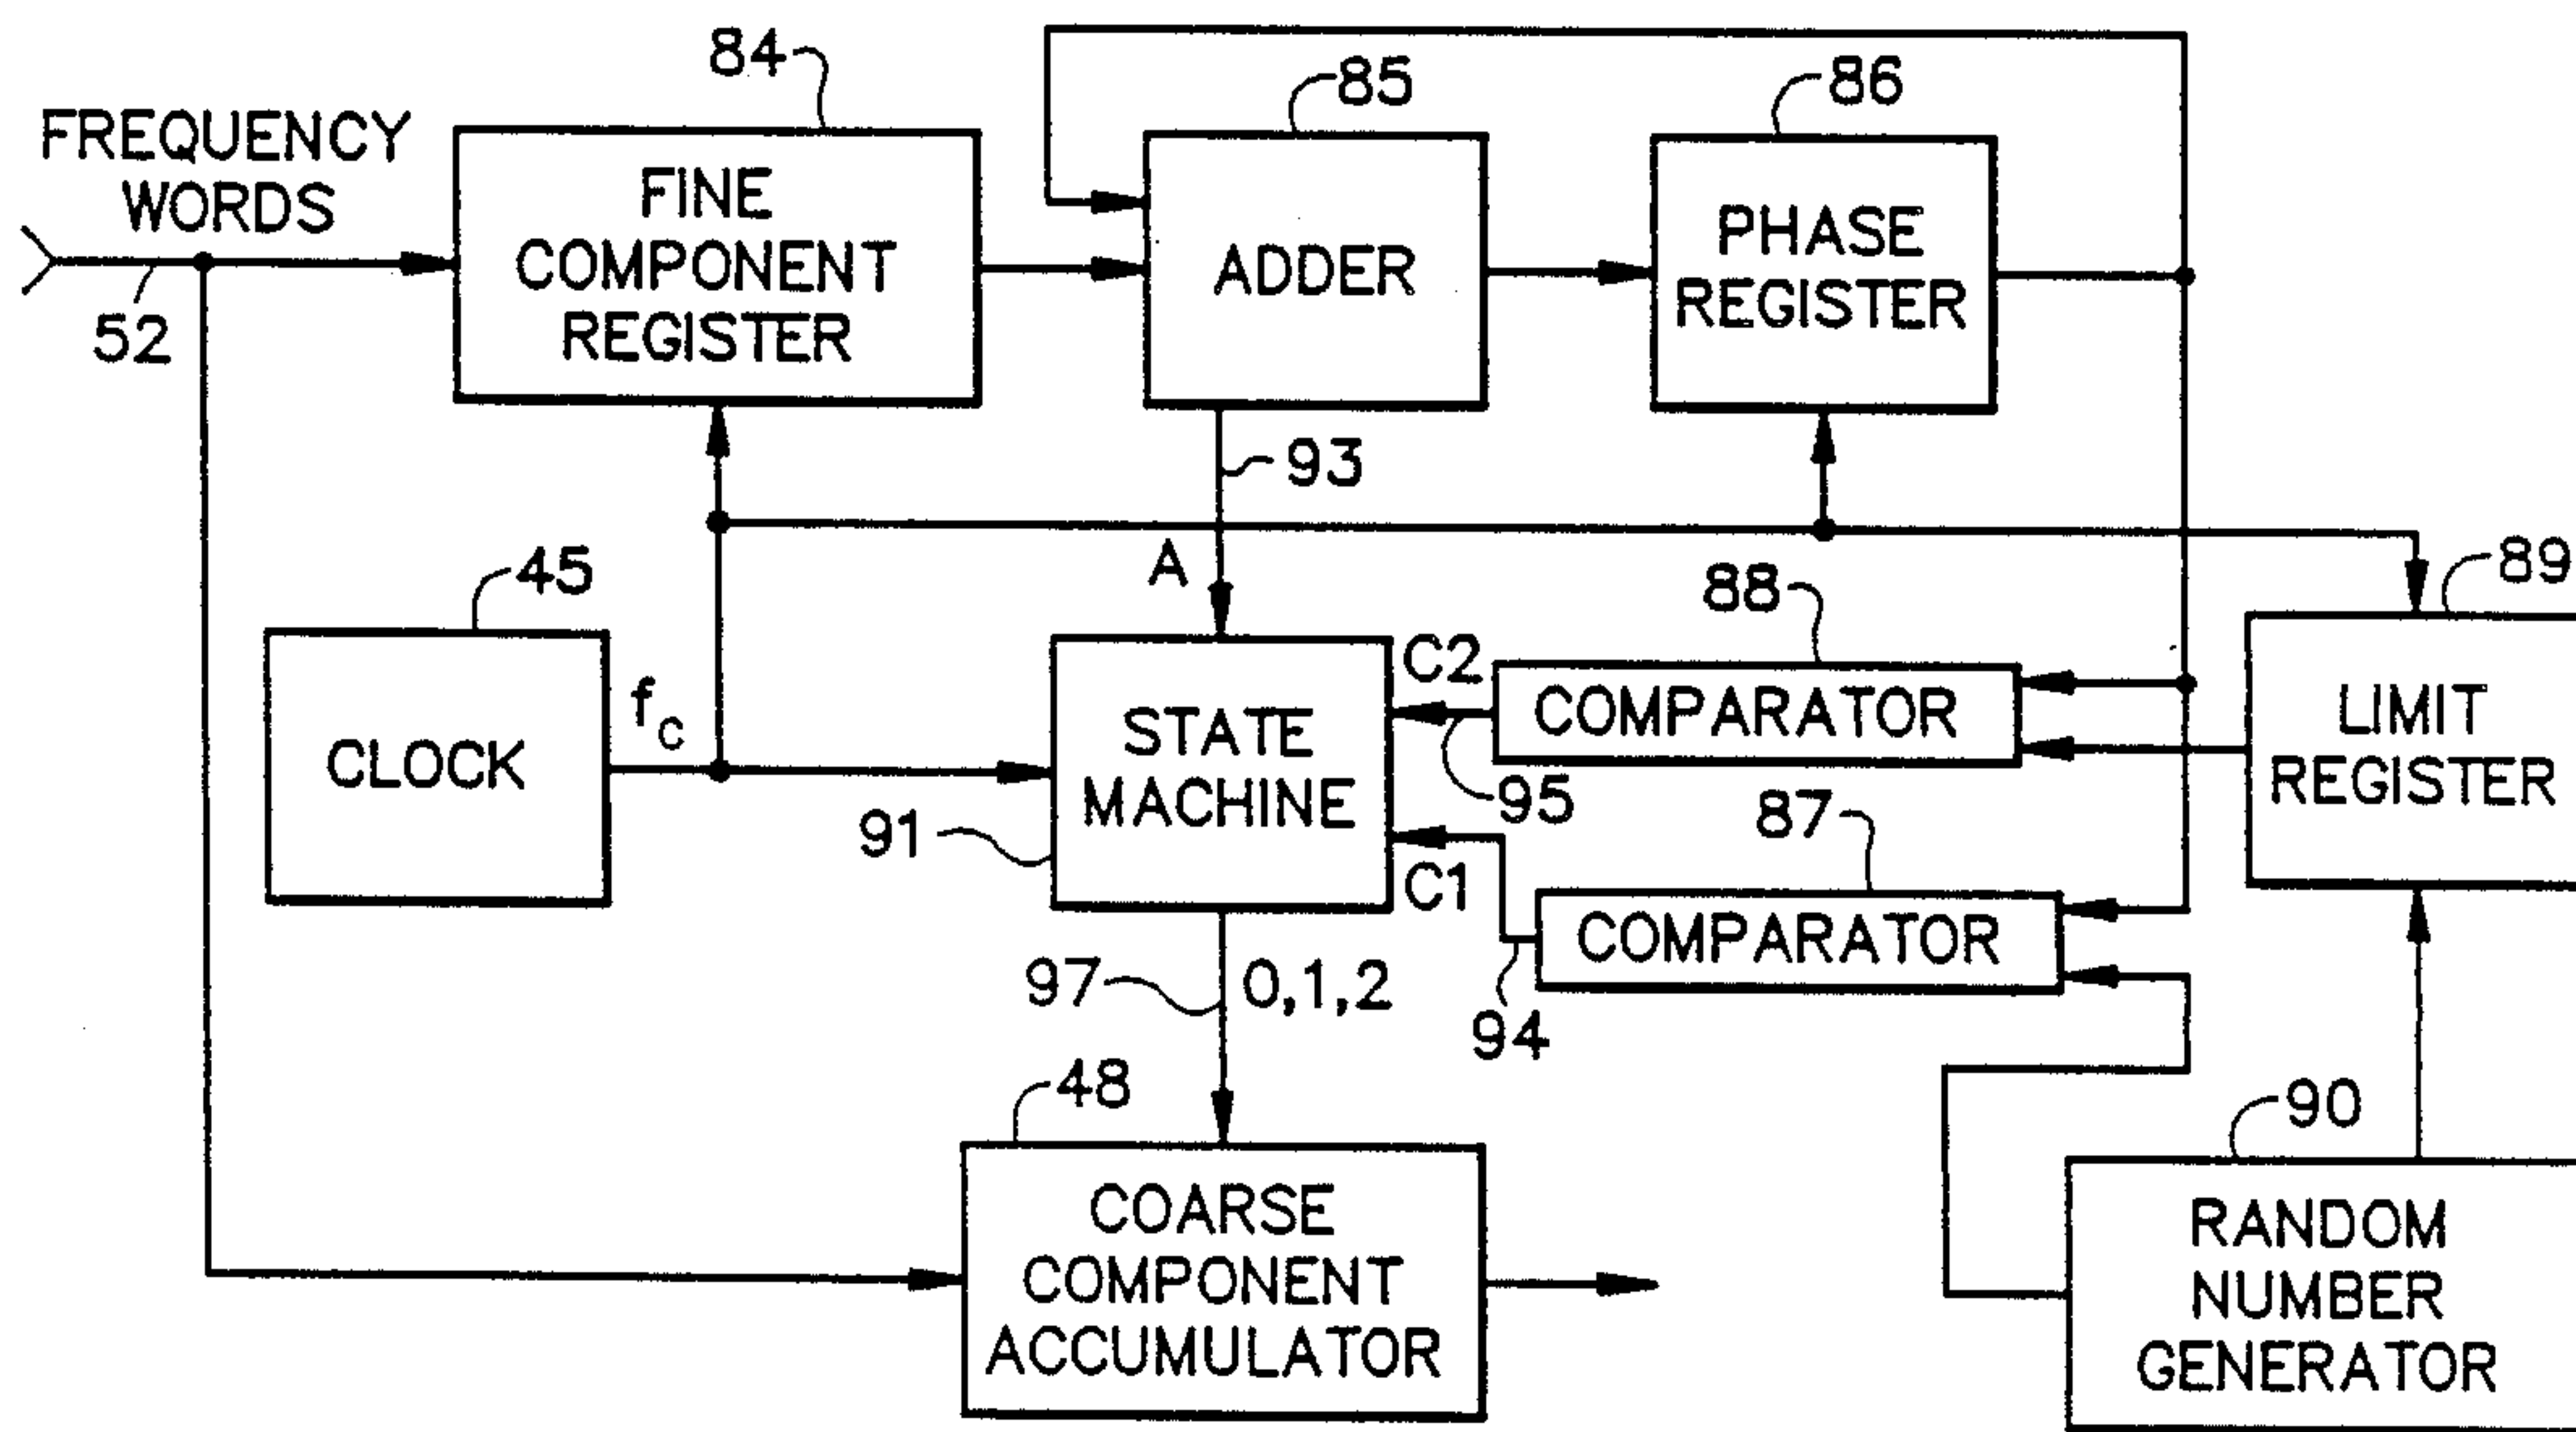 84
85
86
FREQUENCY
WORDS
52
FINE
COMPONENT
REGISTER
ADDER
PHASE
REGISTER
93
A
45
CLOCK
f c
STATE
MACHINE
91
C2
C1
88
COMPARATOR
95
87
COMPARATOR
94
89
LIMIT
REGISTER
97
0,1,2
48
COARSE
COMPONENT
ACCUMULATOR
90
RANDOM
NUMBER
GENERATOR